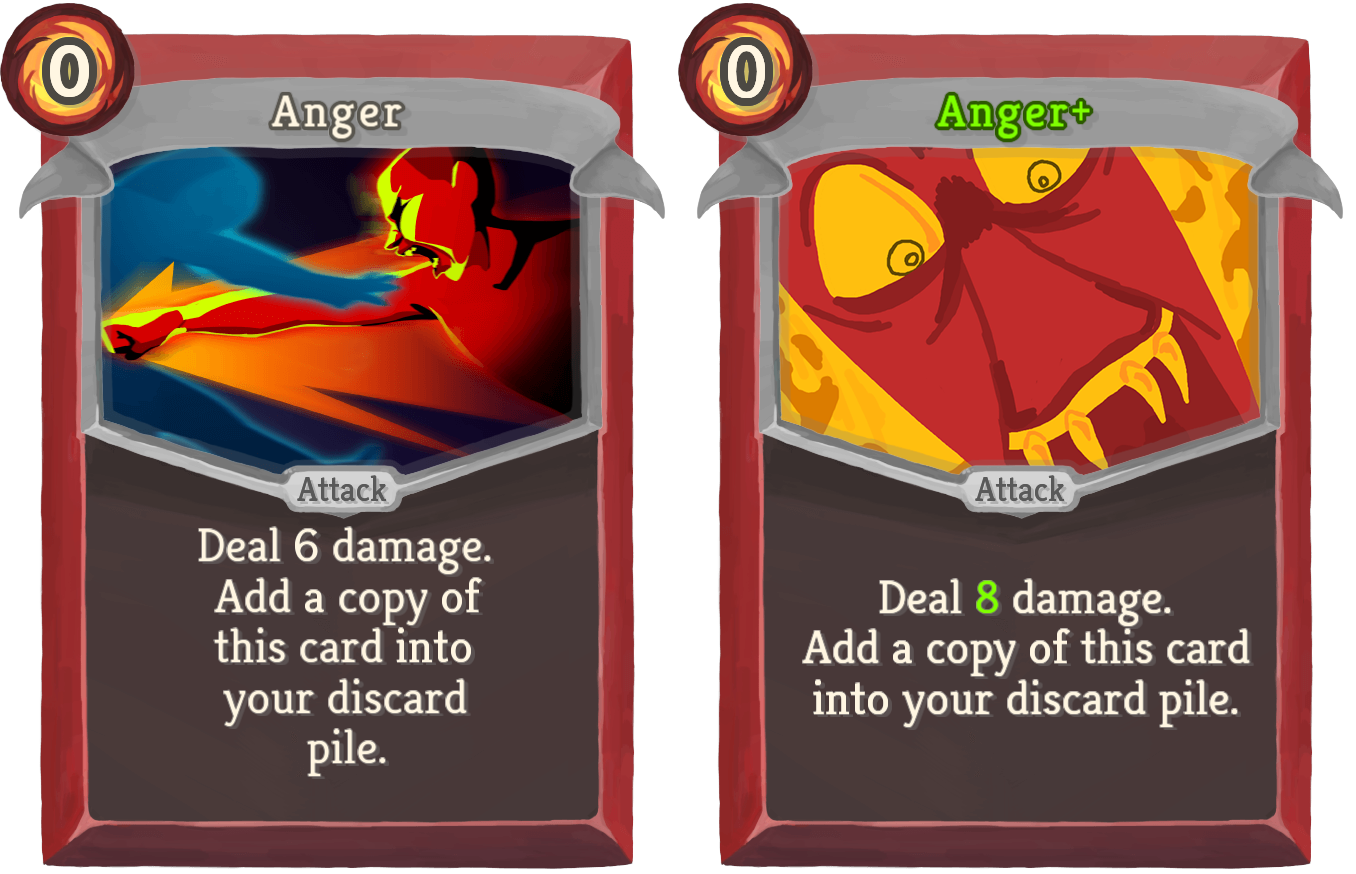 0
Anger
Attack
Deal 6 damage.
Add a copy of
this card into
your discard
pile.
0
Anger+
Attack
Deal 8 damage.
Add a copy of this card
into your discard pile.